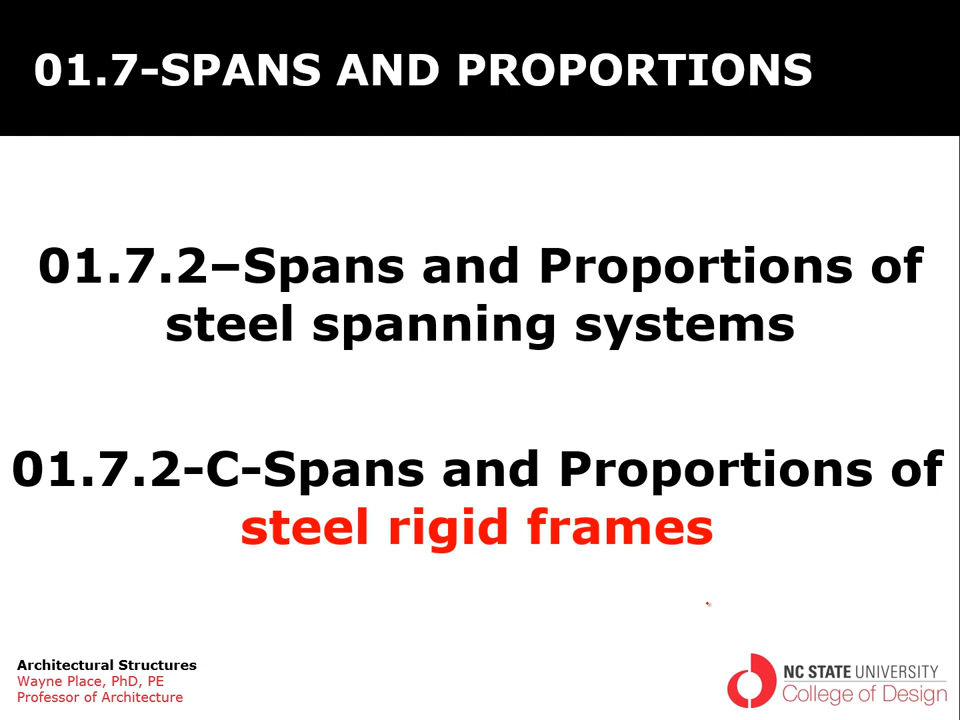 01.7-SPANS AND PROPORTIONS
01.7.2–Spans and Proportions of
steel spanning systems
01.7.2-C-Spans and Proportions of
steel rigid frames
Architectural Structures
Wayne Place, PhD, PE
Professor of Architecture
NC STATE UNIVERSITY
College of Design